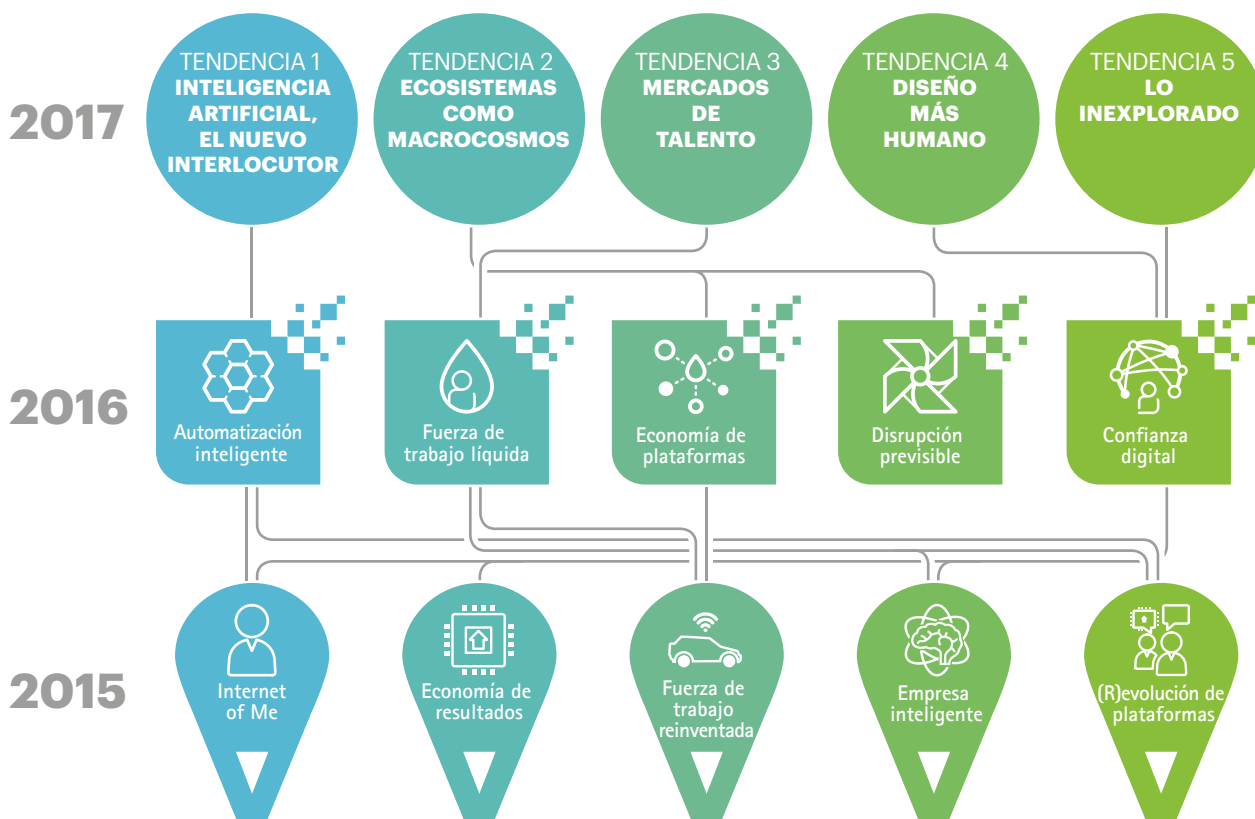 2017
TENDENCIA 1
INTELIGENCIA
ARTIFICIAL,
EL NUEVO
INTERLOCUTOR
TENDENCIA 2
ECOSISTEMAS
COMO
MACROCOSMOS
TENDENCIA 3
MERCADOS
DE
TALENTO
TENDENCIA 4
DISEÑO
MÁS
HUMANO
TENDENCIA 5
LO
INEXPLORADO
2016
Automatización
inteligente
Fuerza de
trabajo líquida
Economía de
plataformas
Disrupción
previsible
Confianza
digital
2015
Internet
of Me
Economía de
resultados
Fuerza de
trabajo
reinventada
Empresa
inteligente
(R)evolución de
plataformas